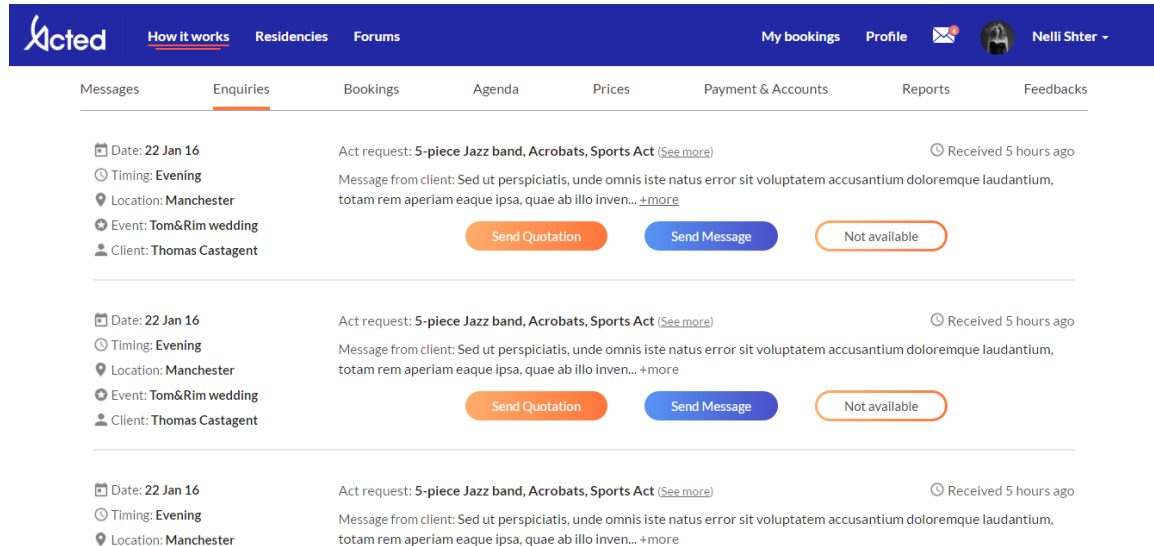 Acted How it works Residencies Forums My bookings Profile 4 Nelli Shter
Messages Enquiries Bookings Agenda Prices Payment & Accounts Reports Feedbacks
Date: 22 Jan 16
Timing: Evening
Location: Manchester
Event: Tom&Rim wedding
Client: Thomas Castagent
Act request: 5-piece Jazz band, Acrobats, Sports Act (See more)
Received 5 hours ago
Message from client: Sed ut perspiciatis, unde omnis iste natus error sit voluptatem accusantium doloremque laudantium,
totam rem aperiam eaque ipsa, quae ab illo inven... +more
Send Quotation Send Message Not available
Date: 22 Jan 16
Timing: Evening
Location: Manchester
Event: Tom&Rim wedding
Client: Thomas Castagent
Act request: 5-piece Jazz band, Acrobats, Sports Act (See more)
Received 5 hours ago
Message from client: Sed ut perspiciatis, unde omnis iste natus error sit voluptatem accusantium doloremque laudantium,
totam rem aperiam eaque ipsa, quae ab illo inven... +more
Send Quotation Send Message Not available
Date: 22 Jan 16
Timing: Evening
Location: Manchester
Act request: 5-piece Jazz band, Acrobats, Sports Act (See more)
Received 5 hours ago
Message from client: Sed ut perspiciatis, unde omnis iste natus error sit voluptatem accusantium doloremque laudantium,
totam rem aperiam eaque ipsa, quae ab illo inven... +more